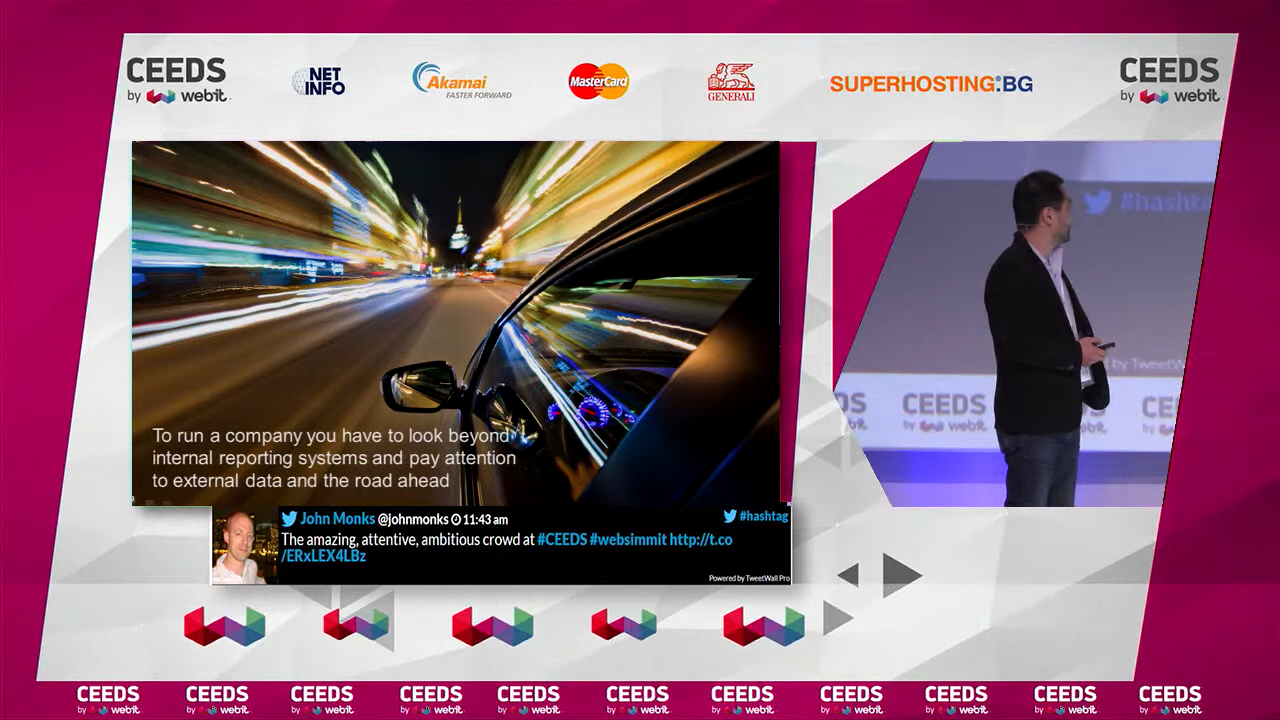 CEEDS
by webit
NET
INFO
Akamai
FASTER FORWARD
MasterCard
GENERALI
SUPERHOSTING.BG
CEEDS
by webit
#hashta
To run a company you have to look beyond
internal reporting systems and pay attention
to external data and the road ahead
by TweetW
CEEDS
by webit
John Monks @johnmonks 11:43 am
#hashtag
The amazing, attentive, ambitious crowd at #CEEDS #websimmit http://t.co
/ERxLEX4LBz
Powered by TweetWall Pro
CEEDS CEEDS CEEDS CEEDS CEEDS CEEDS CEEDS CEEDS CEEDS CEEDS CEEDS
by webit by webit by webit by webit by webit by webit by webit by webit by webit by webit by webit